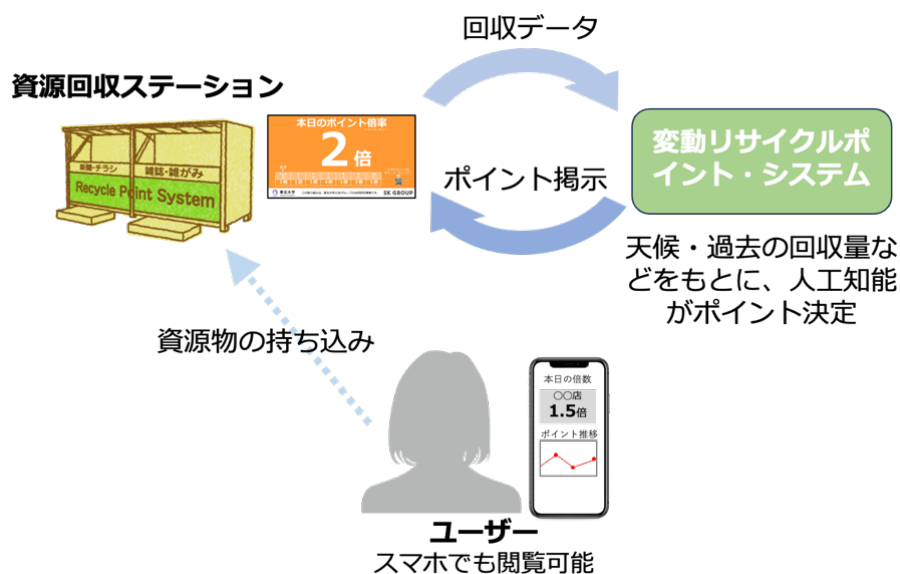 回収データ
資源回収ステーション
本日のポイント倍率
2倍
新聞・チラシ
雑誌・雑がみ
Recycle Point System
SK GROUP
変動リサイクルポ
イント・システム
ポイント掲示
天候・過去の回収量な
どをもとに、人工知能
がポイント決定
資源物の持ち込み
本日の倍数
〇〇店
1.5倍
ポイント推移
ユーザー
スマホでも閲覧可能